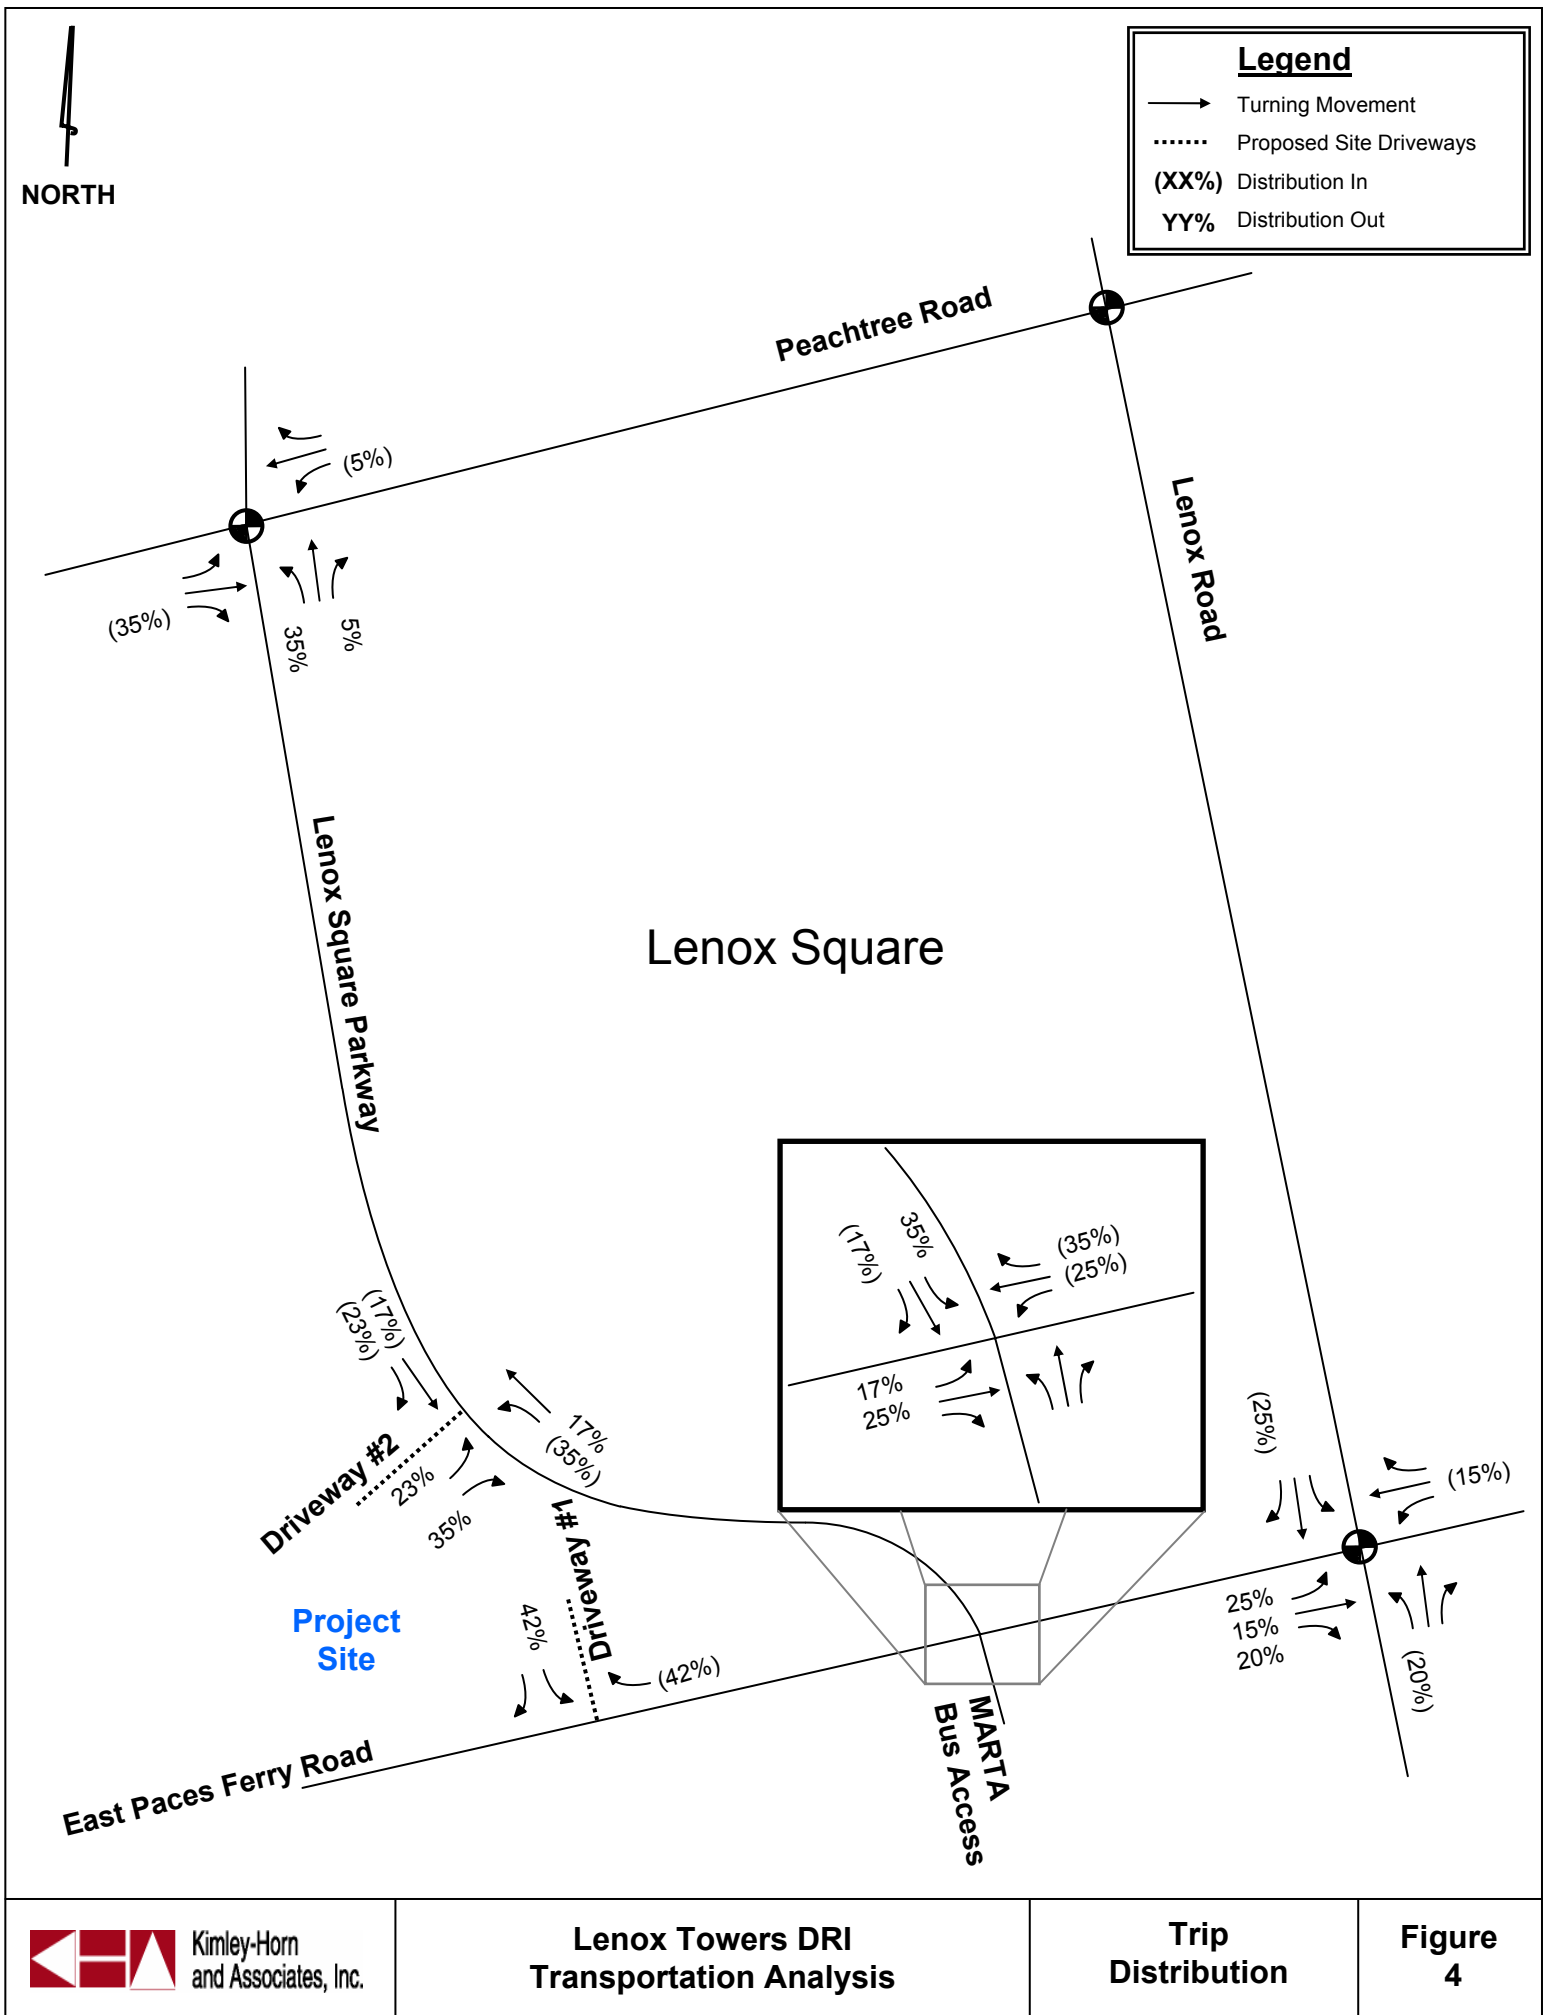 NORTH
Legend
Turning Movement
Proposed Site Driveways
(XX%) Distribution In
YY% Distribution Out
Peachtree Road
(5%)
(35%)
35%
5%
Lenox Road
Lenox Square Parkway
Lenox Square
(17%)
35%
(35%)
(25%)
17%
25%
(17%)
(23%)
17%
(35%)
Driveway #2
23%
35%
Driveway #1
42%
(42%)
Project
Site
(25%)
(15%)
25%
15%
20%
(20%)
MARTA
Bus Access
East Paces Ferry Road
Kimley-Horn
and Associates, Inc.
Lenox Towers DRI
Transportation Analysis
Trip
Distribution
Figure
4